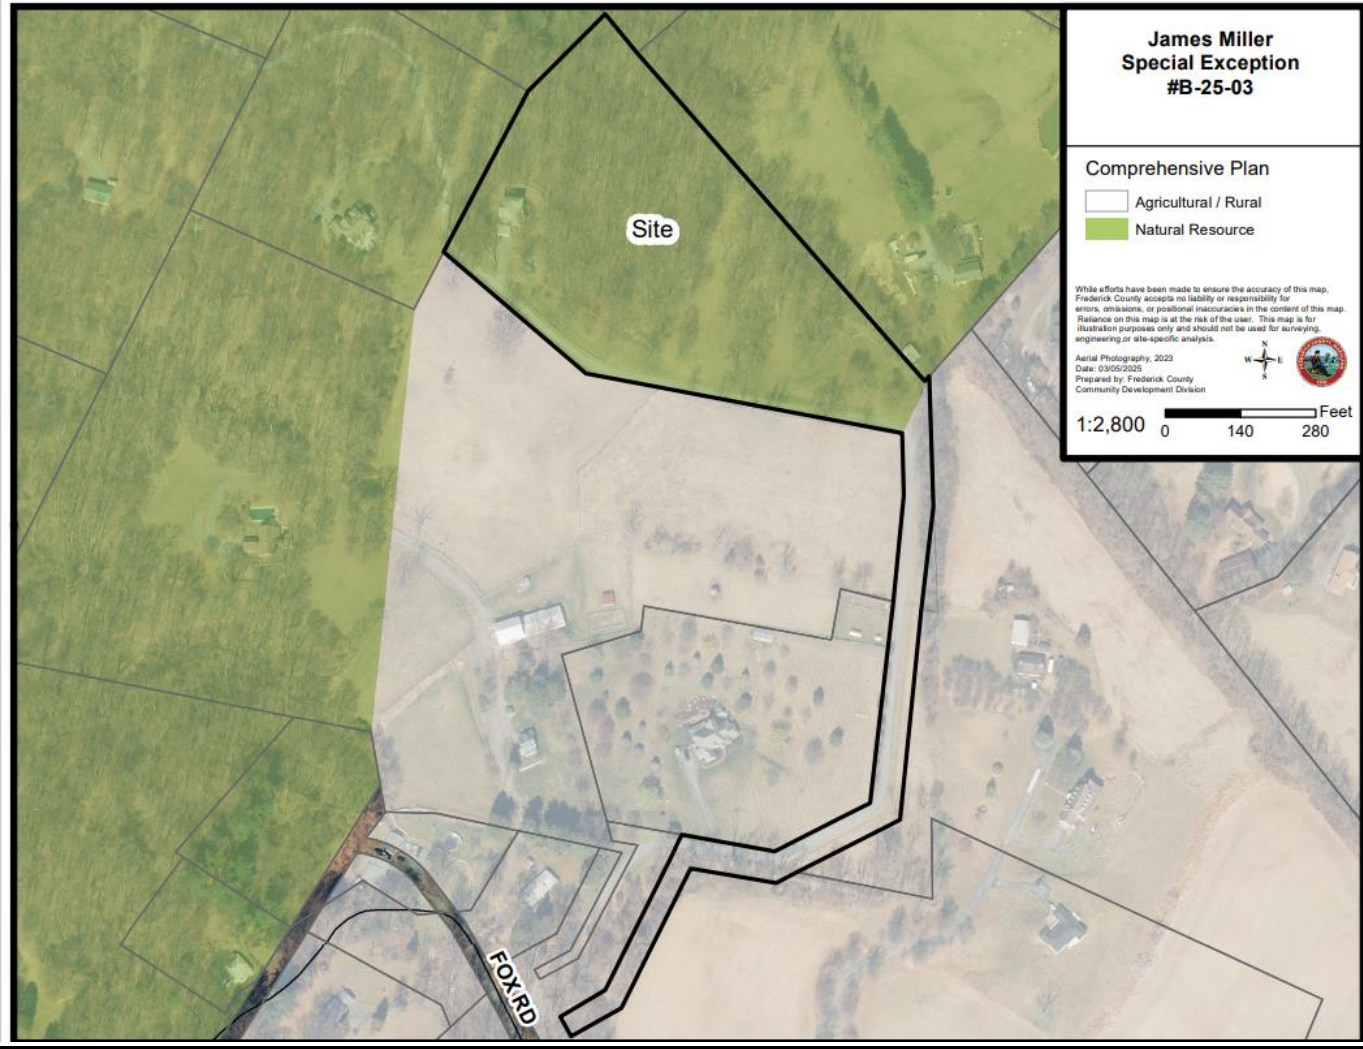 James Miller
Special Exception
#B-25-03
Comprehensive Plan
Agricultural / Rural
Natural Resource
While efforts have been made to ensure the accuracy of this map,
Frederick County accepts no liability or responsibility for
errors, omissions, or positional inaccuracies in the content of this map.
Reliance on this map is at the risk of the user. This map is for
illustration purposes only and should not be used for surveying,
engineering,or site-specific analysis.
Aerial Photography, 2023
Date: 03/05/2025
Prepared by: Frederick County
Community Development Division
N
W E
S
1:2,800
Feet
0 140 280
Site
FOX RD